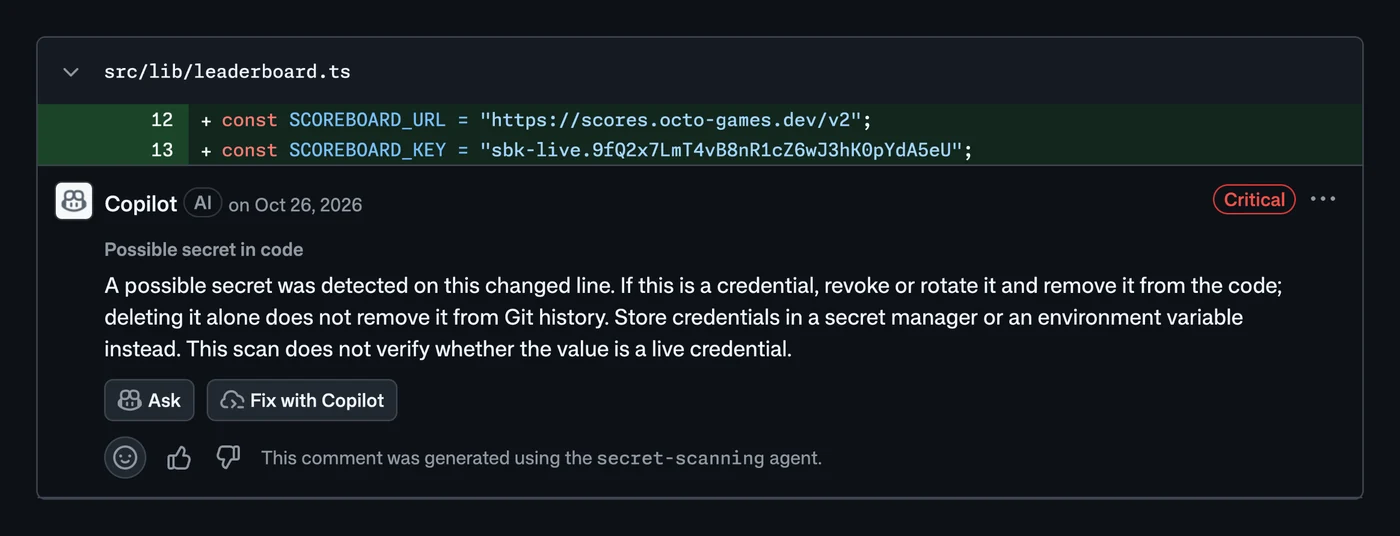 src/lib/leaderboard.ts
12 + const SCOREBOARD_URL = "https://scores.octo-games.dev/v2";
13 + const SCOREBOARD_KEY = "sbk-live.9fQ2x7LmT4vB8nR1cZ6wJ3hK0pYdA5eU";
Copilot AI on Oct 26, 2026 Critical
Possible secret in code
A possible secret was detected on this changed line. If this is a credential, revoke or rotate it and remove it from the code;
deleting it alone does not remove it from Git history. Store credentials in a secret manager or an environment variable
instead. This scan does not verify whether the value is a live credential.
Ask Fix with Copilot
This comment was generated using the secret-scanning agent.